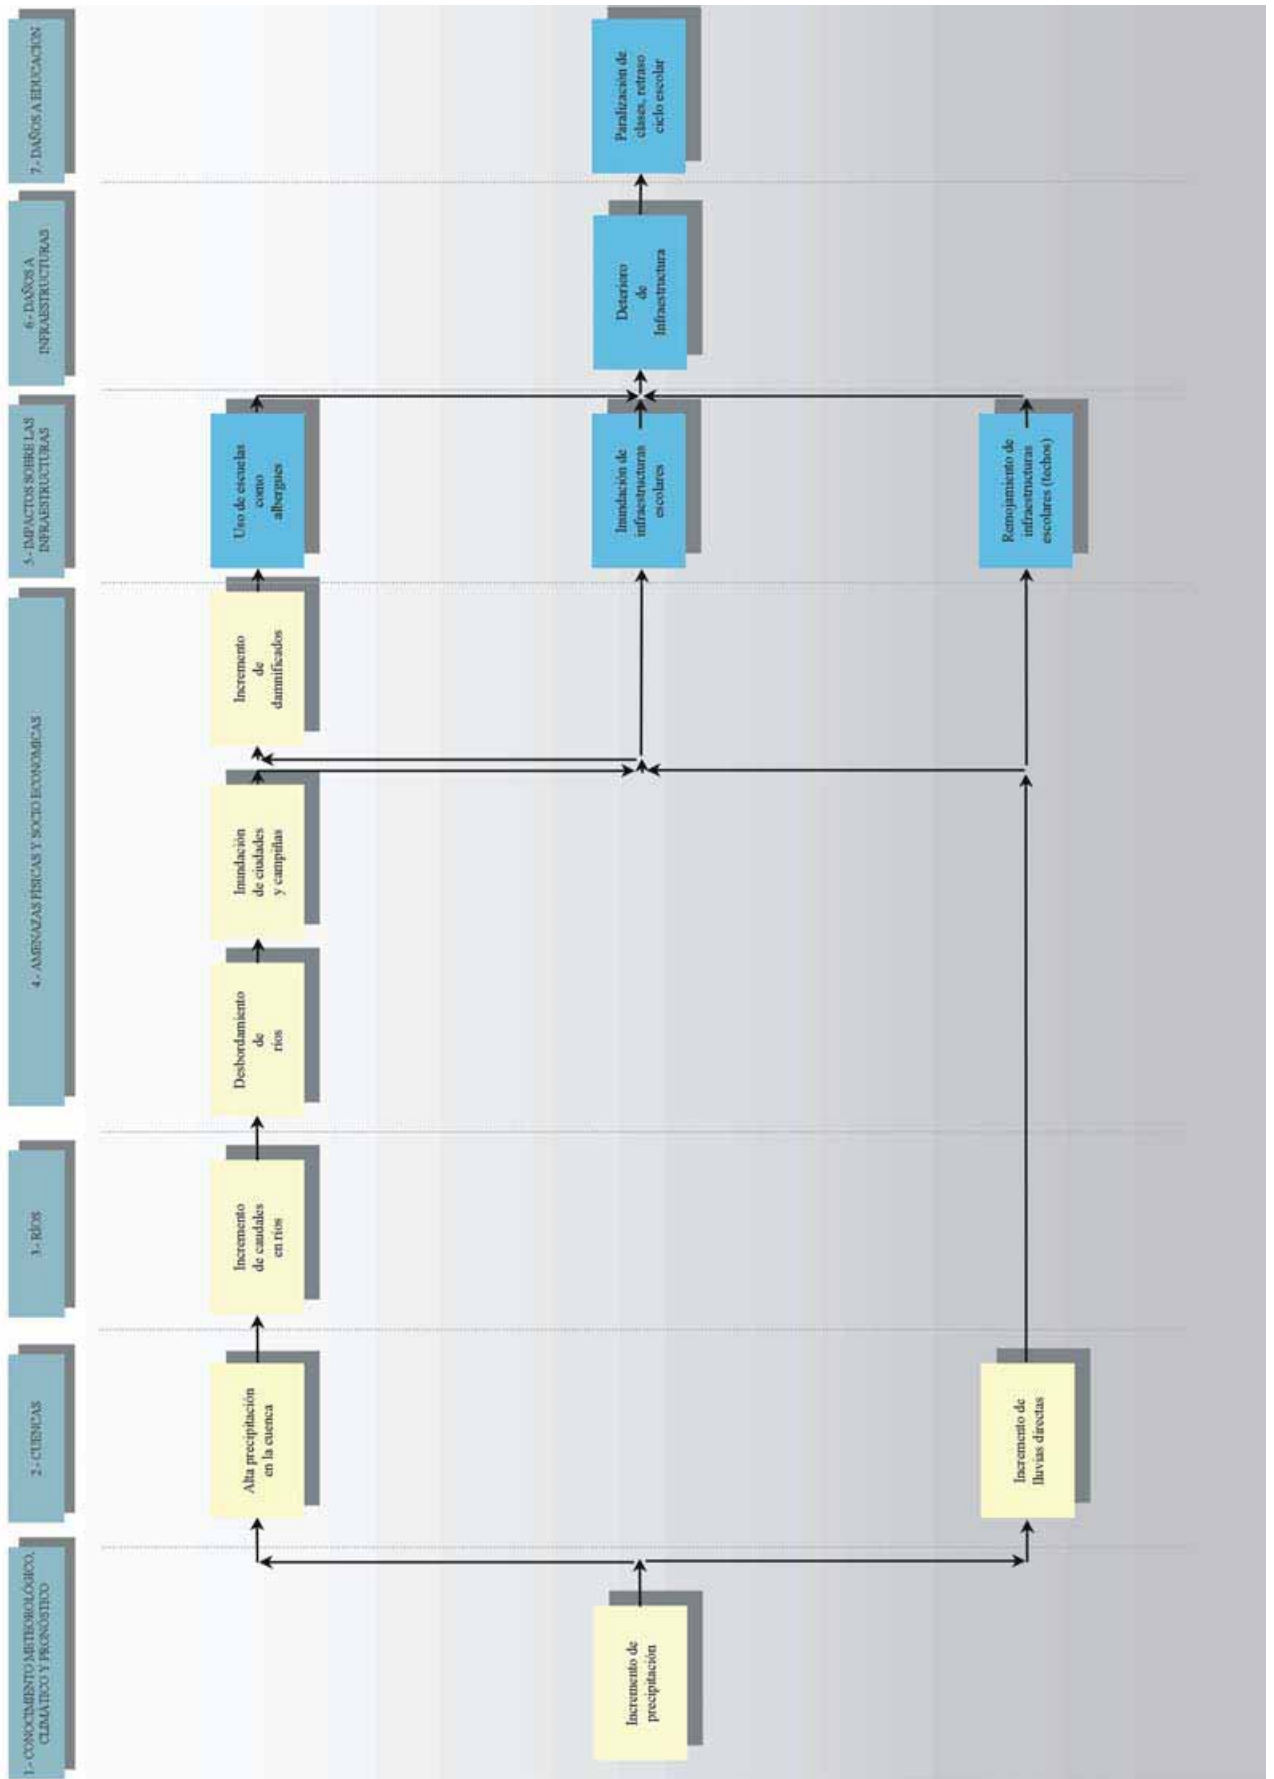 1.- CONOCIMIENTO METEOROLÓGICO,
CLIMÁTICO Y PRONÓSTICO
2.- CUENCAS
3.- RÍOS
4.- AMENAZAS FÍSICAS Y SOCIO ECONOMICAS
5.- IMPACTOS SOBRE LAS
INFRAESTRUCTURAS
6.- DAÑOS A
INFRAESTRUCTURAS
7.- DAÑOS A EDUCACION
Alta precipitación
en la cuenca
Incremento
de caudales
en ríos
Desbordamiento
de
ríos
Inundación
de ciudades
y campiñas
Incremento
de
damnificados
Uso de escuelas
como
albergues
Incremento de
precipitación
Inundación de
infraestructuras
escolares
Deterioro
de
Infraestructura
Paralización de
clases, retraso
ciclo escolar
Incremento de
lluvias directas
Remojamiento de
infraestructuras
escolares (techos)